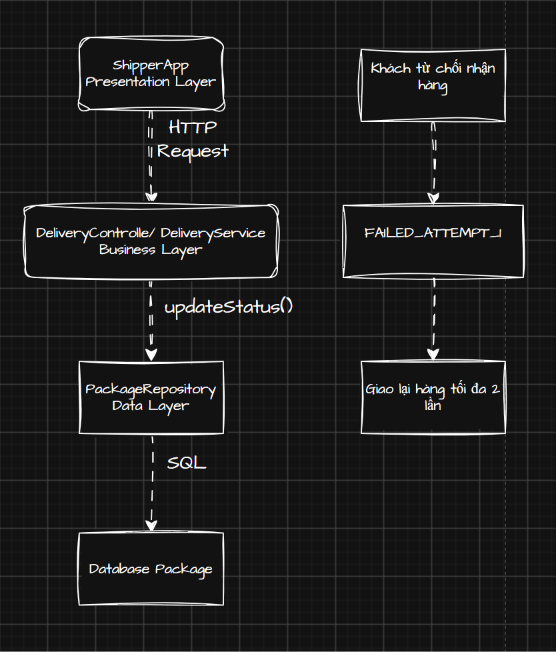 ShipperApp
Presentation Layer
HTTP
Request
DeliveryControlle/ DeliveryService
Business Layer
updateStatus()
PackageRepository
Data Layer
SQL
Database Package
Khách từ chối nhận
hàng
FAILED_ATTEMPT_1
Giao lại hàng tối đa 2
lần